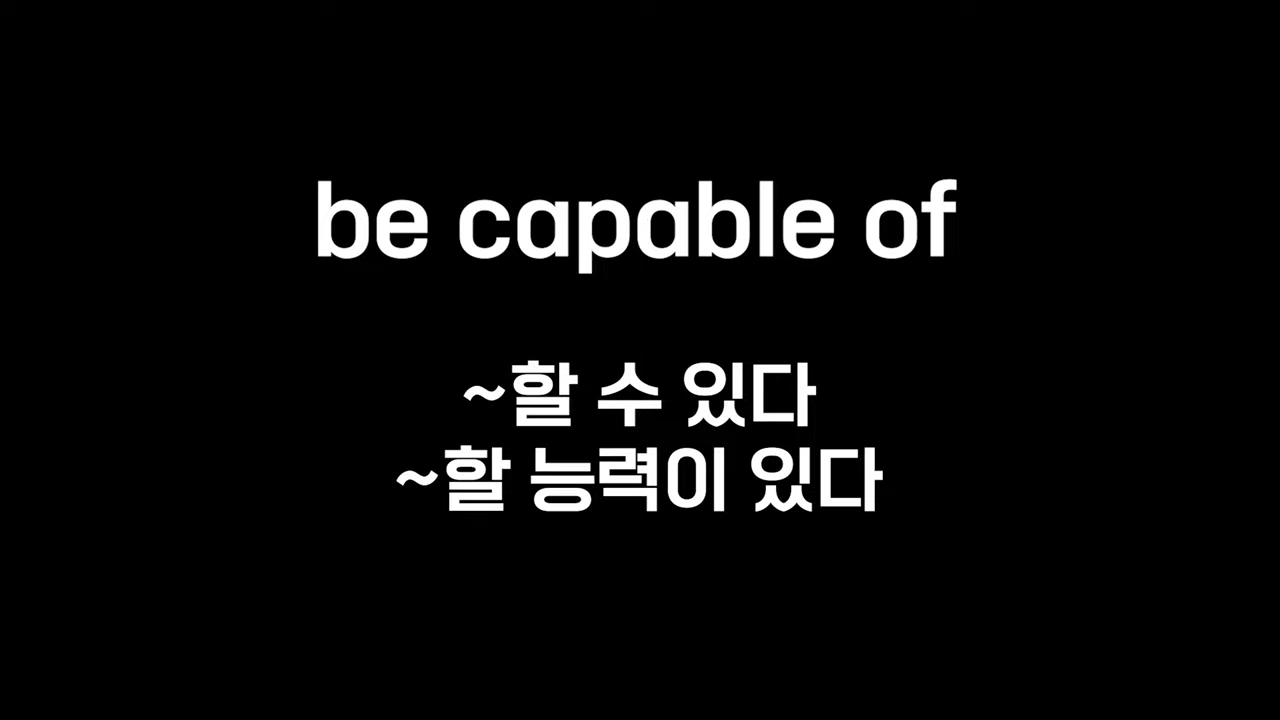 be capable of
~할 수 있다
~할 능력이 있다